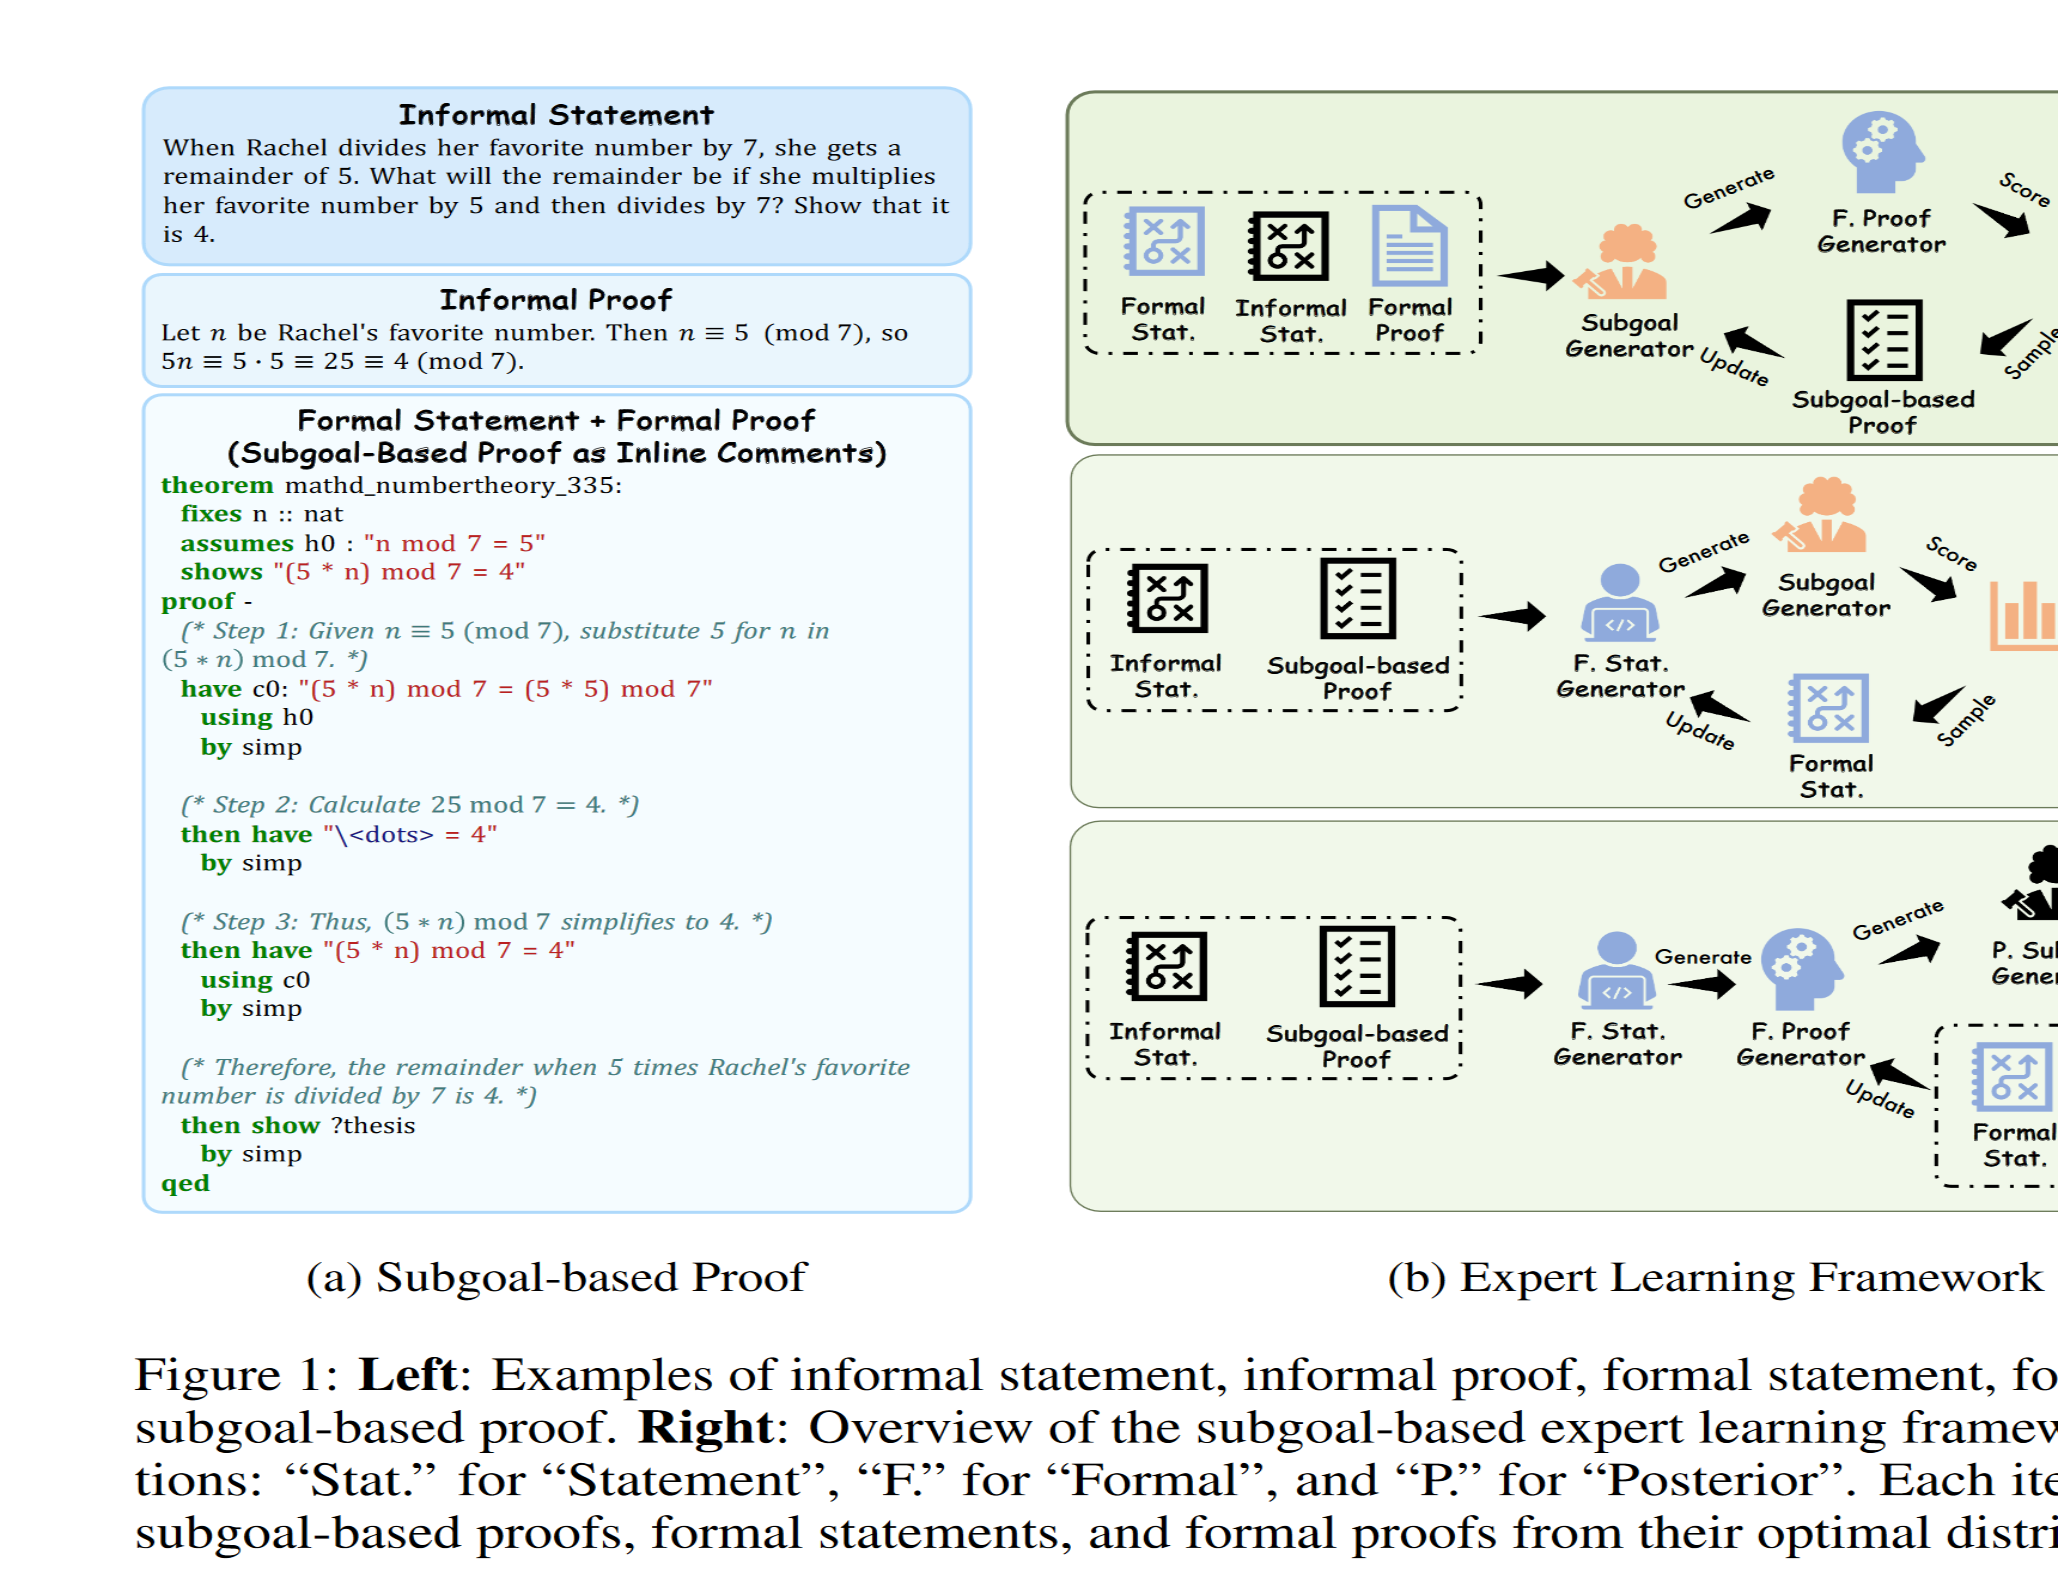 Informal Statement
When Rachel divides her favorite number by 7, she gets a
remainder of 5. What will the remainder be if she multiplies
her favorite number by 5 and then divides by 7? Show that it
is 4.
Informal Proof
Let n be Rachel's favorite number. Then n ≡ 5 (mod 7), so
5n ≡ 5 · 5 ≡ 25 ≡ 4 (mod 7).
Formal Statement + Formal Proof
(Subgoal-Based Proof as Inline Comments)
theorem mathd_numbertheory_335:
fixes n :: nat
assumes h0 : "n mod 7 = 5"
shows "(5 * n) mod 7 = 4"
proof -
(* Step 1: Given n ≡ 5 (mod 7), substitute 5 for n in
(5 ∗ n) mod 7. *)
have c0: "(5 * n) mod 7 = (5 * 5) mod 7"
using h0
by simp
(* Step 2: Calculate 25 mod 7 = 4. *)
then have "\<dots> = 4"
by simp
(* Step 3: Thus, (5 ∗ n) mod 7 simplifies to 4. *)
then have "(5 * n) mod 7 = 4"
using c0
by simp
(* Therefore, the remainder when 5 times Rachel's favorite
number is divided by 7 is 4. *)
then show ?thesis
by simp
qed
(a) Subgoal-based Proof
Formal
Stat.
Informal
Stat.
Formal
Proof
Subgoal
Generator
Generate
F. Proof
Generator
Score
Sample
Subgoal-based
Proof
Update
Informal
Stat.
Subgoal-based
Proof
F. Stat.
Generator
Generate
Subgoal
Generator
Score
Sample
Formal
Stat.
Update
Informal
Stat.
Subgoal-based
Proof
F. Stat.
Generator
Generate
F. Proof
Generator
Generate
P. Su
Gene
Formal
Stat.
Update
(b) Expert Learning Framework
Figure 1: Left: Examples of informal statement, informal proof, formal statement, fo
subgoal-based proof. Right: Overview of the subgoal-based expert learning framew
tions: “Stat.” for “Statement”, “F.” for “Formal”, and “P.” for “Posterior”. Each ite
subgoal-based proofs, formal statements, and formal proofs from their optimal distri